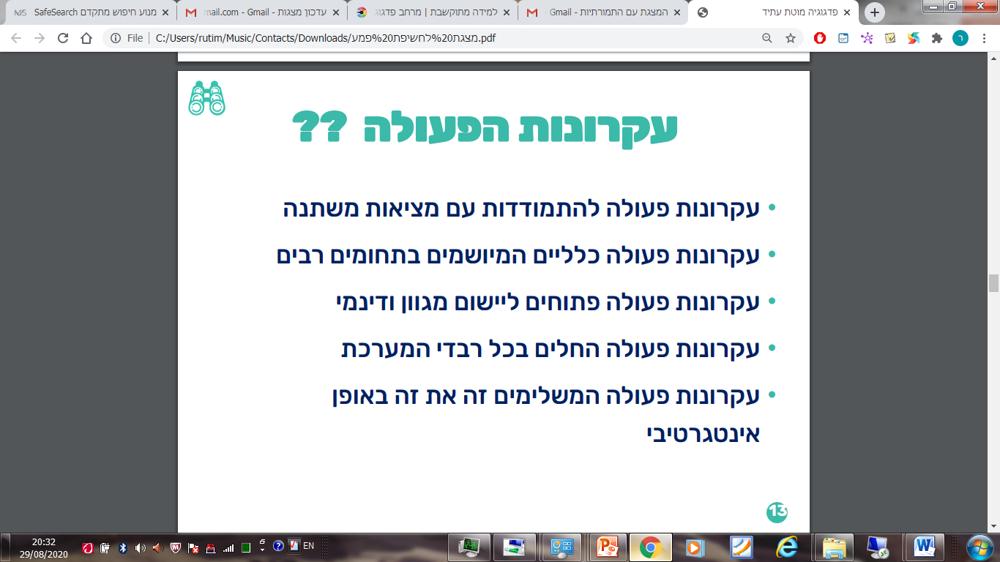 SafeSearch מנוע חיפוש מתקדם
עדכון מצגות - mail.com - Gmail
למידה מתוקשבת | מרחב פדגוג
המצגת עם התמורתיות - Gmail
פדגוגיה מוטת עתיד
File C:/Users/rutim/Music/Contacts/Downloads/מצגת%20לחשיפת%20פמע.pdf
עקרונות הפעולה ??
• עקרונות פעולה להתמודדות עם מציאות משתנה
• עקרונות פעולה כלליים המיושמים בתחומים רבים
• עקרונות פעולה פתוחים ליישום מגוון ודינמי
• עקרונות פעולה החלים בכל רבדי המערכת
• עקרונות פעולה המשלימים זה את זה באופן
אינטגרטיבי
13
20:32
29/08/2020
EN